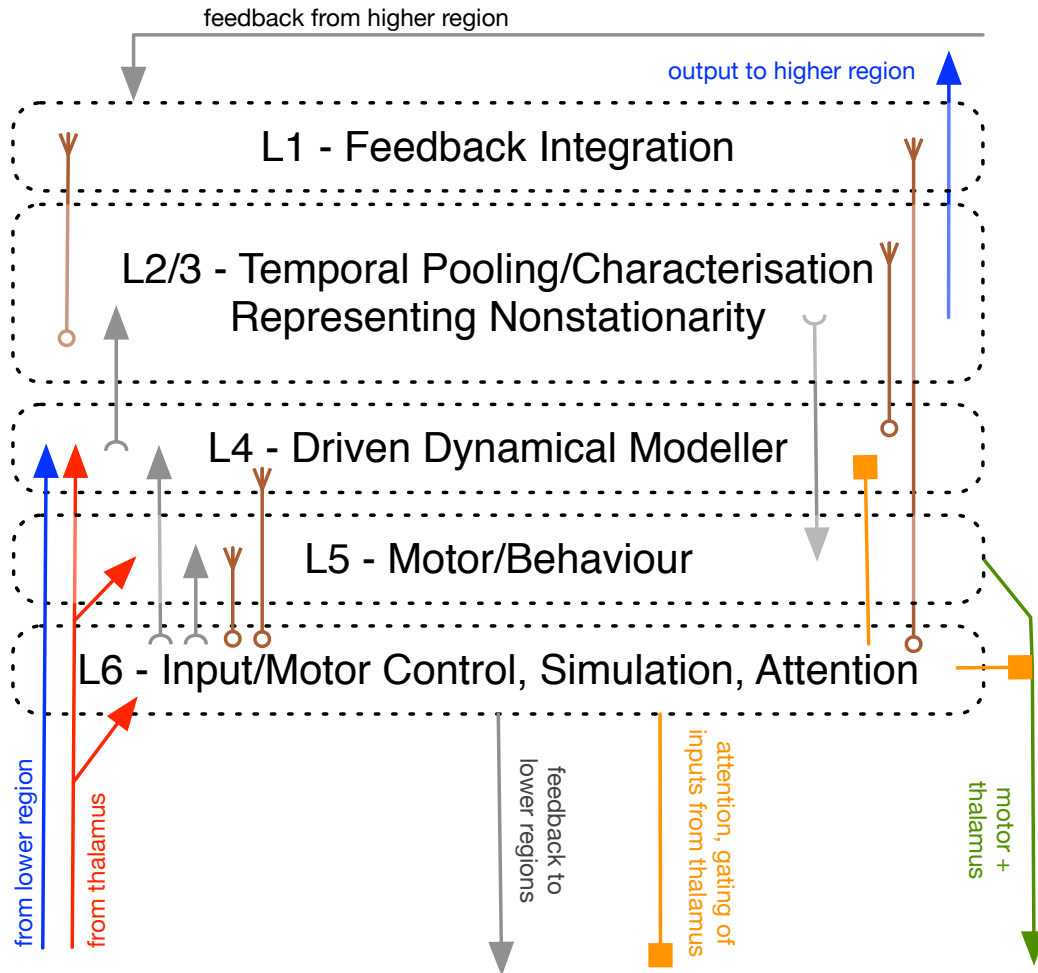 feedback from higher region
output to higher region
L1 - Feedback Integration
L2/3 - Temporal Pooling/Characterisation
Representing Nonstationarity
L4 - Driven Dynamical Modeller
L5 - Motor/Behaviour
L6 - Input/Motor Control, Simulation, Attention
from lower region
from thalamus
feedback to
lower regions
attention, gating of
inputs from thalamus
motor +
thalamus